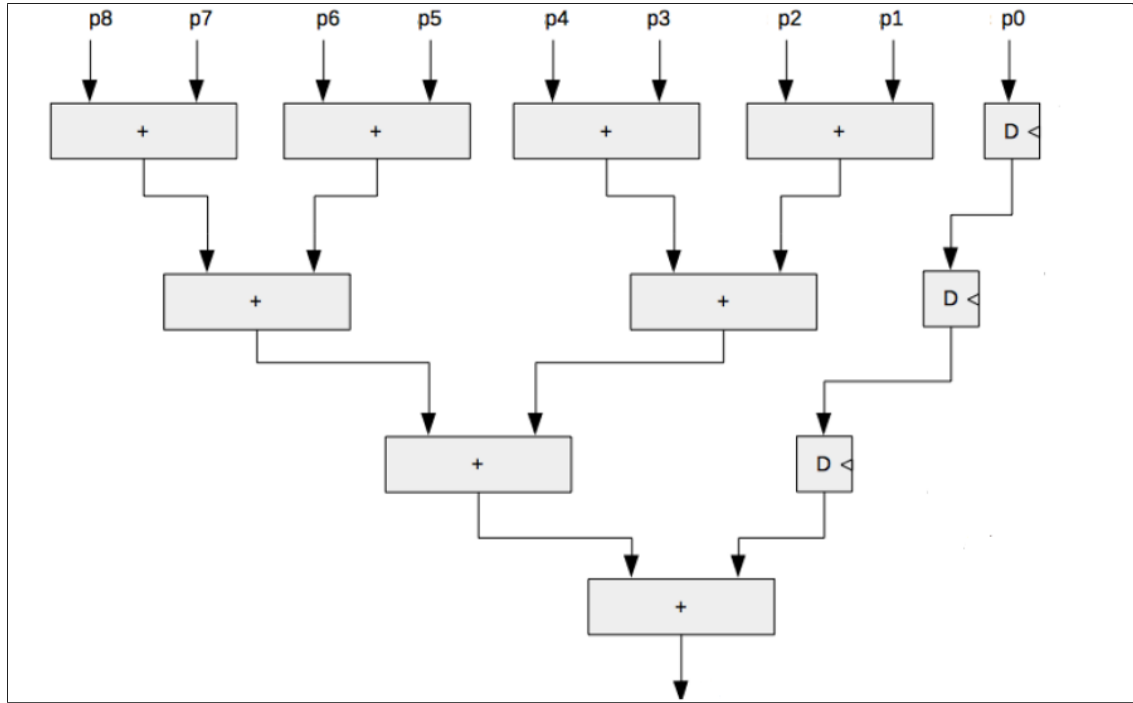 p8 p7 p6 p5 p4 p3 p2 p1 p0
+ + + + D <
+ + D <
+ D <
+